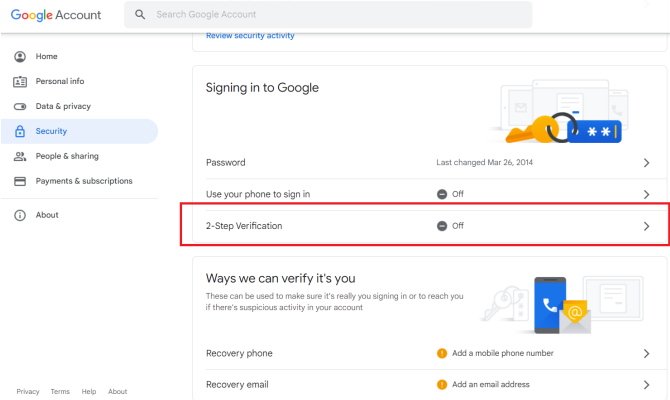 Google Account
Search Google Account
Review security activity
Home
Personal info
Data & privacy
Security
People & sharing
Payments & subscriptions
About
Signing in to Google
**
Password
Last changed Mar 26, 2014
Use your phone to sign in
Off
2-Step Verification
Off
Ways we can verify it's you
These can be used to make sure it's really you signing in or to reach you
if there's suspicious activity in your account
@
Recovery phone
! Add a mobile phone number
Recovery email
! Add an email address
Privacy Terms Help About